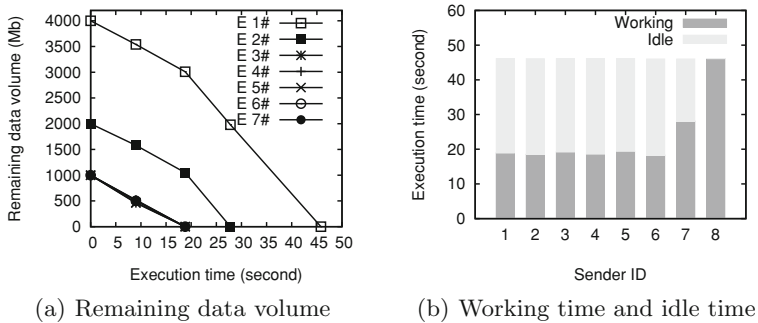 Remaining data volume (Mb)
4000
3500
3000
2500
2000
1500
1000
500
0
0 5 10 15 20 25 30 35 40 45 50
Execution time (second)
E 1#
E 2#
E 3#
E 4#
E 5#
E 6#
E 7#
(a) Remaining data volume
Execution time (second)
60
50
40
30
20
10
0
1 2 3 4 5 6 7 8
Sender ID
Working
Idle
(b) Working time and idle time